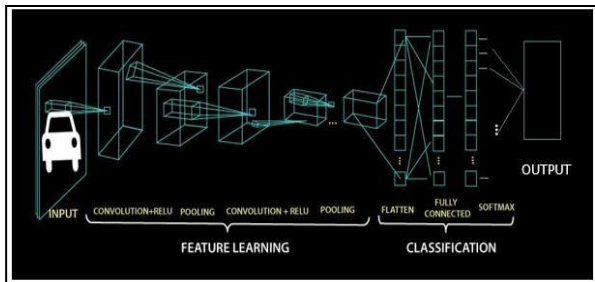 OUTPUT
INPUT
CONVOLUTION+RELU
POOLING
CONVOLUTION + RELU
POOLING
FLATTEN
FULLY
CONNECTED
SOFTMAX
FEATURE LEARNING
CLASSIFICATION